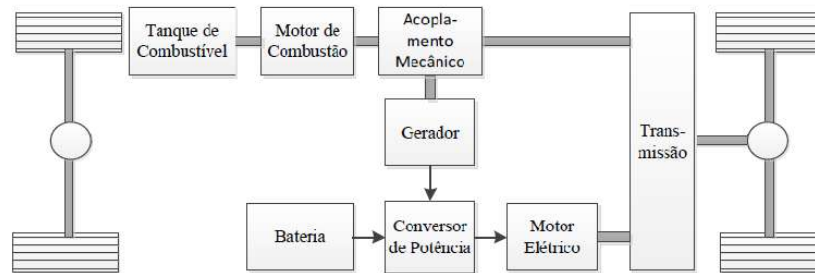 Tanque de
Combustível
Motor de
Combustão
Acopla-
mento
Mecânico
Gerador
Trans-
missão
Bateria
Conversor
de Potência
Motor
Elétrico